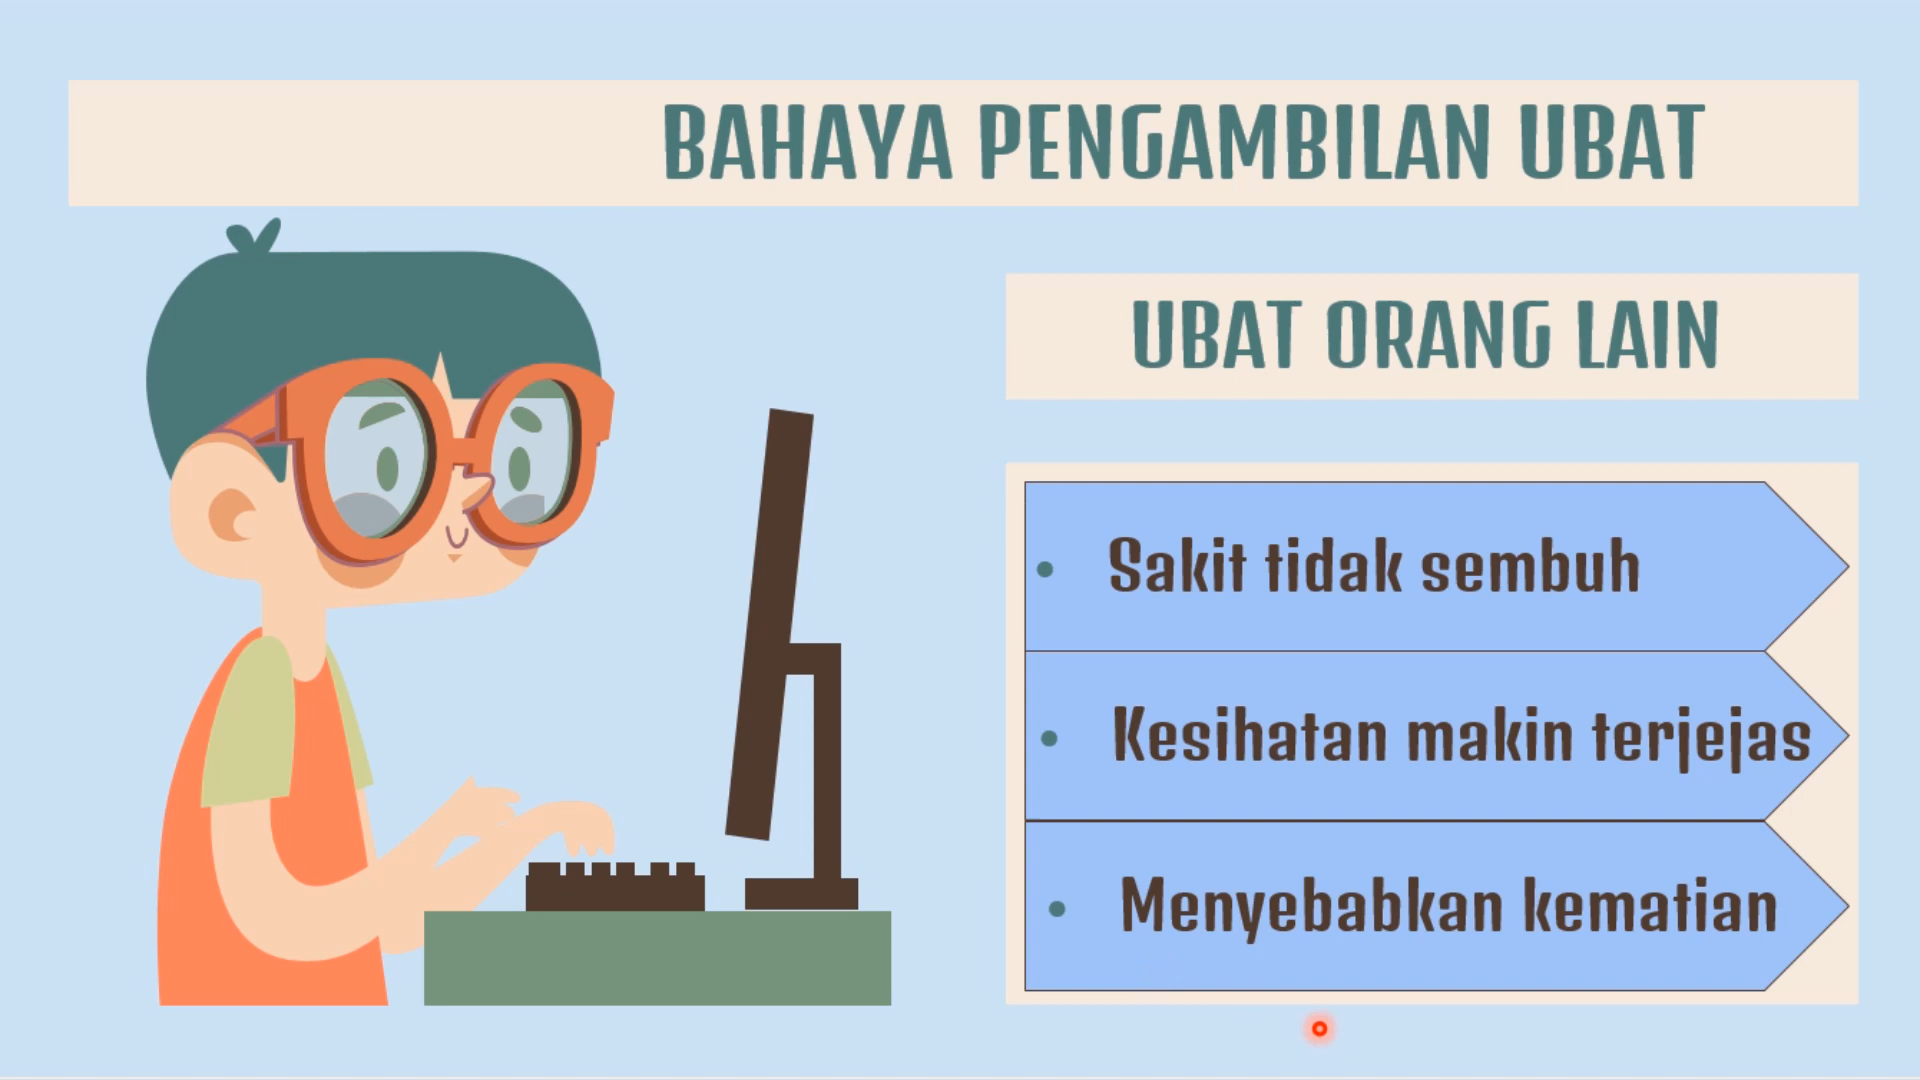 BAHAYA PENGAMBILAN UBAT
UBAT ORANG LAIN
• Sakit tidak sembuh
• Kesihatan makin terjejas
• Menyebabkan kematian